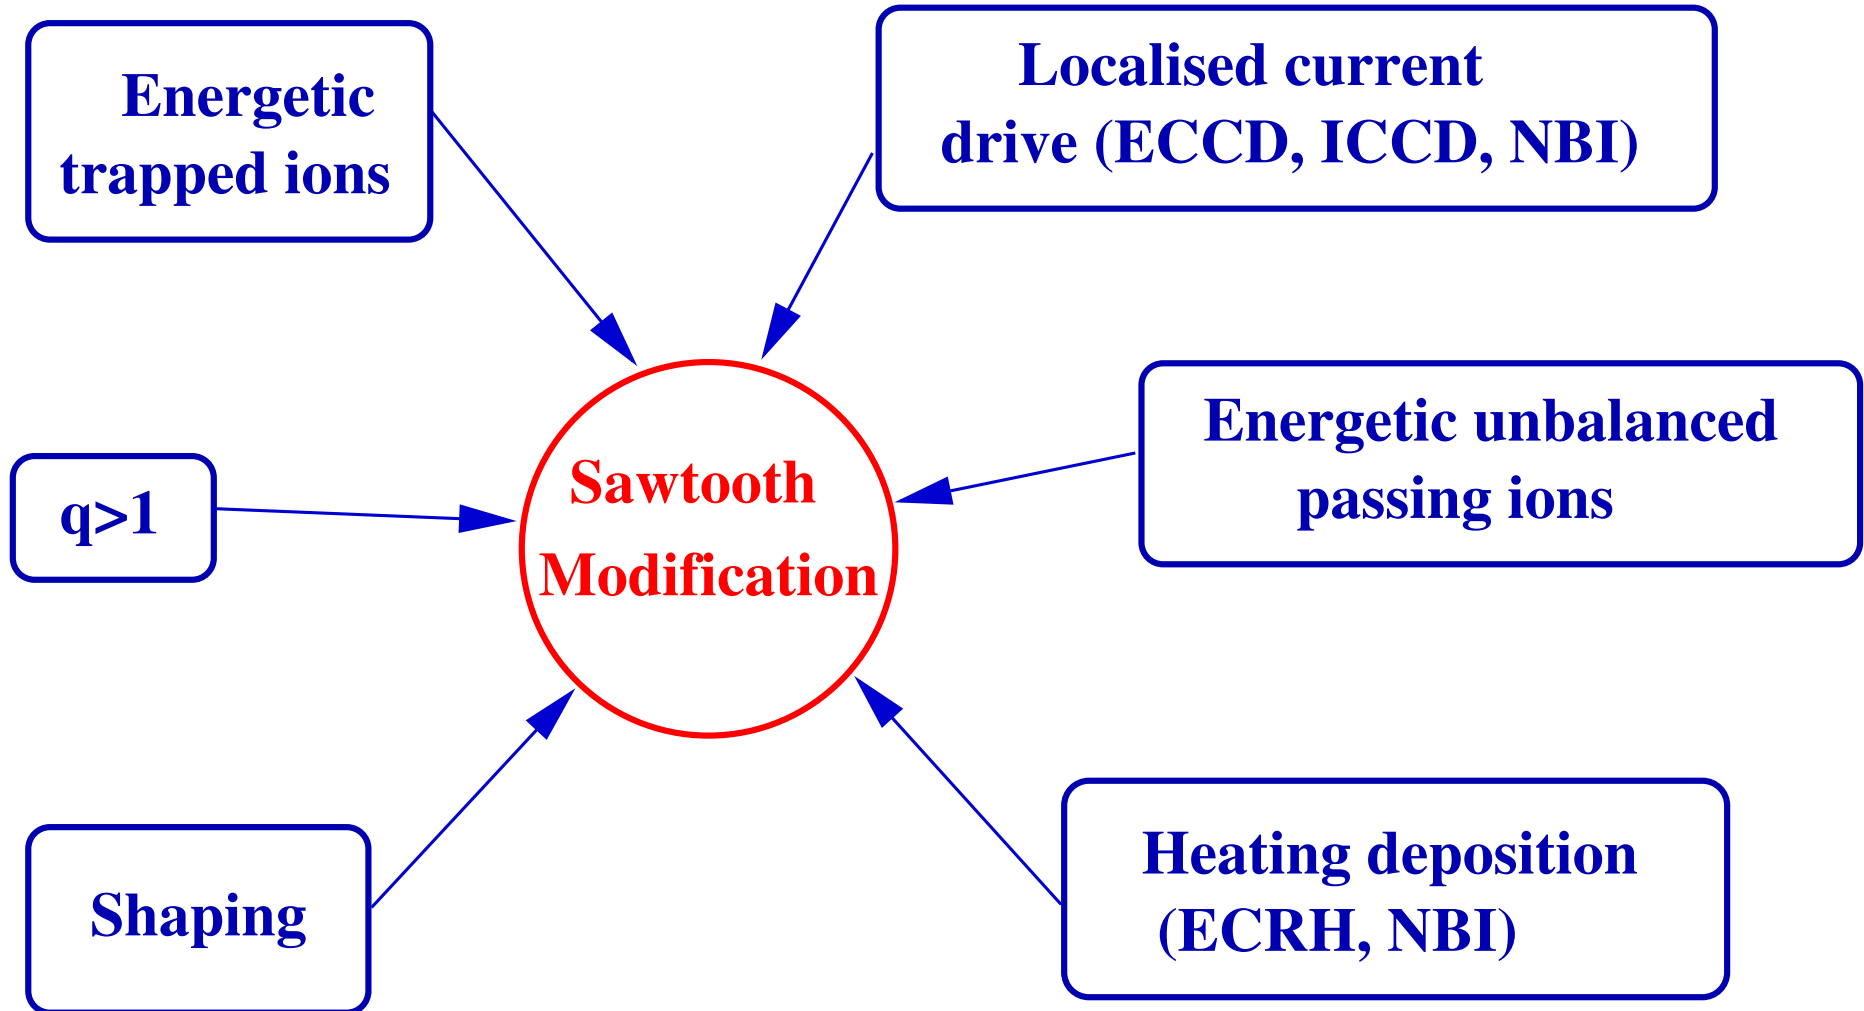 Energetic
trapped ions
Localised current
drive (ECCD, ICCD, NBI)
Energetic unbalanced
passing ions
q>1
Sawtooth
Modification
Shaping
Heating deposition
(ECRH, NBI)